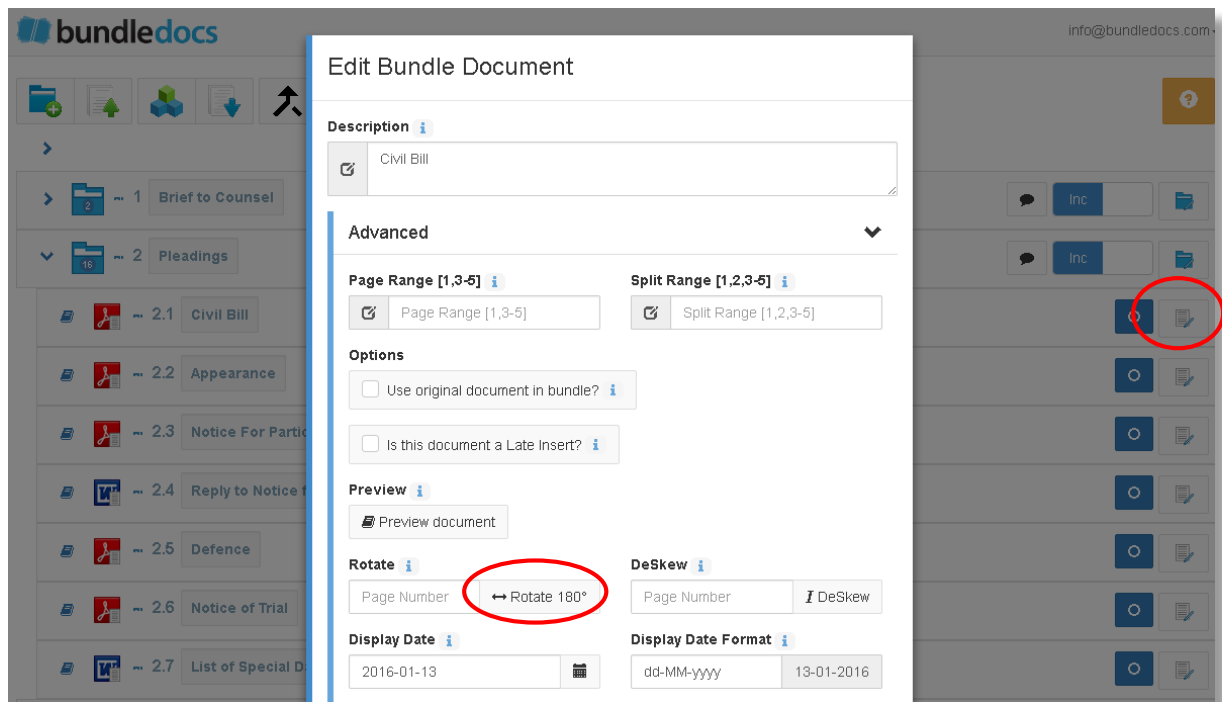 bundledocs
info@bundledocs.com
Edit Bundle Document
Description
Civil Bill
1 Brief to Counsel
2
Inc
Advanced
2 Pleadings
16
Inc
Page Range [1,3-5] Split Range [1,2,3-5]
Page Range [1,3-5] Split Range [1,2,3-5]
2.1 Civil Bill
Options
2.2 Appearance
Use original document in bundle?
2.3 Notice For Partic
Is this document a Late Insert?
2.4 Reply to Notice f
Preview
Preview document
2.5 Defence
Rotate DeSkew
Page Number Rotate 180° Page Number DeSkew
2.6 Notice of Trial
Display Date Display Date Format
2.7 List of Special D
2016-01-13 dd-MM-yyyy 13-01-2016